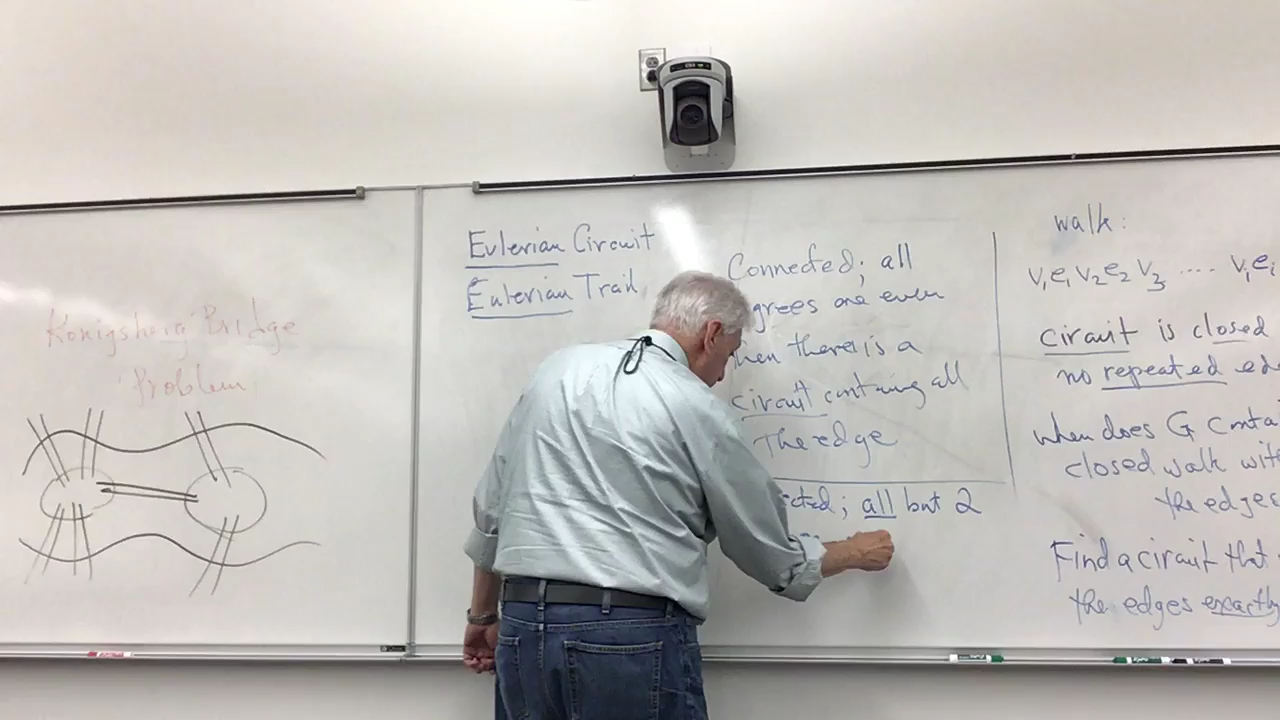 Konigsberg Bridge
Problem
Eulerian Circuit
Eulerian Trail
Connected; all
grees are even
hen there is a
circuit containing all
The edge
cted; all but 2
walk:
V₁e₁V₂e₂V₃ .... Vᵢeᵢ
circuit is closed
no repeated ed
when does G conta
closed walk wit
the edges
Find a circuit that
the edges exactly